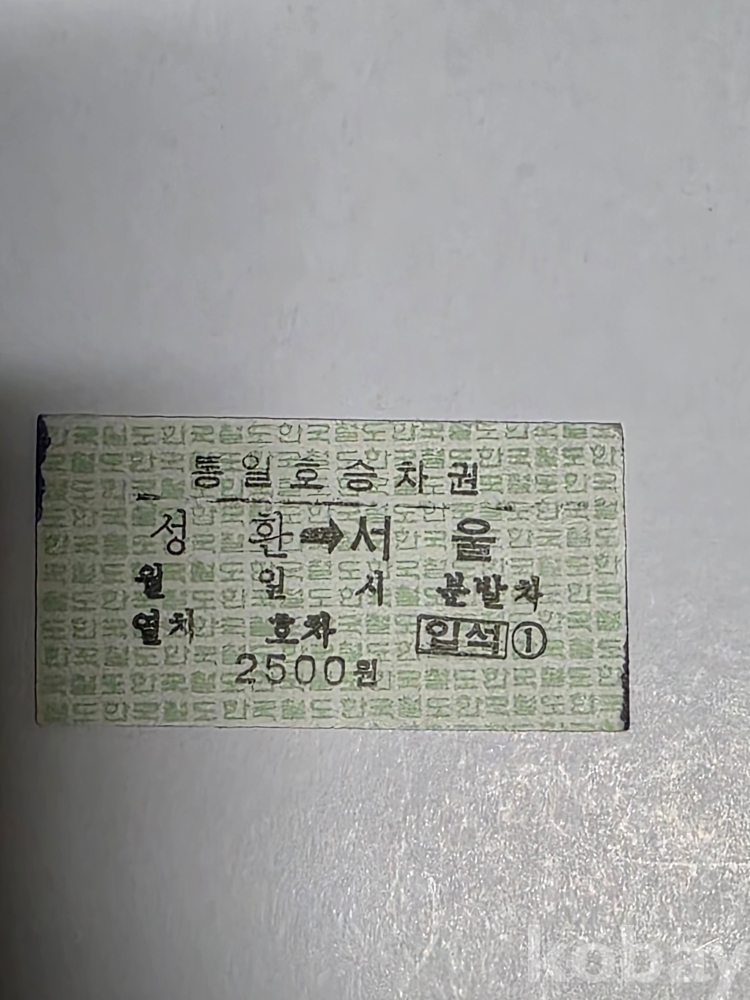 통일호승차권
성 환➡서 울
월 일 시 분발차
열차 호차 입석①
2500원
kobay